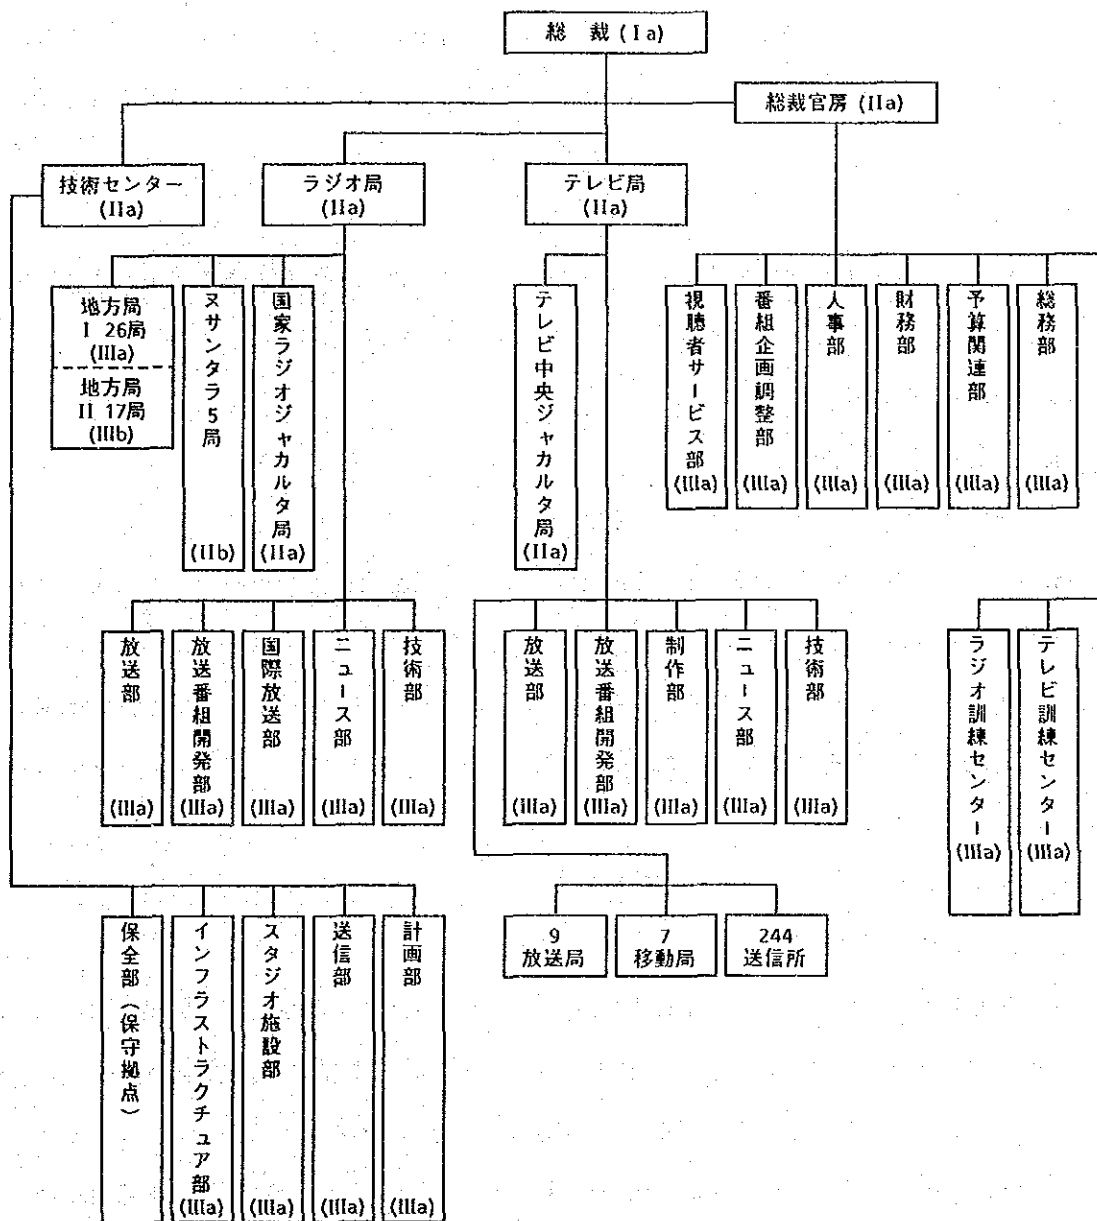 総 裁 (Ia)
総裁官房 (IIa)
技術センター
(IIa)
ラジオ局
(IIa)
テレビ局
(IIa)
地方局
I 26局
(IIIa)
地方局
II 17局
(IIIb)
ヌサンタラ5局
(IIb)
国家ラジオジャカルタ局
(IIa)
テレビ中央ジャカルタ局
(IIa)
視聴者サービス部
(IIIa)
番組企画調整部
(IIIa)
人事部
(IIIa)
財務部
(IIIa)
予算関連部
(IIIa)
総務部
(IIIa)
放送部
(IIIa)
放送番組開発部
(IIIa)
国際放送部
(IIIa)
ニュース部
(IIIa)
技術部
(IIIa)
放送部
(IIIa)
放送番組開発部
(IIIa)
制作部
(IIIa)
ニュース部
(IIIa)
技術部
(IIIa)
ラジオ訓練センター
(IIIa)
テレビ訓練センター
(IIIa)
9
放送局
7
移動局
244
送信所
保全部(保守拠点)
インフラストラクチュア部
(IIIa)
スタジオ施設部
(IIIa)
送信部
(IIIa)
計画部
(IIIa)